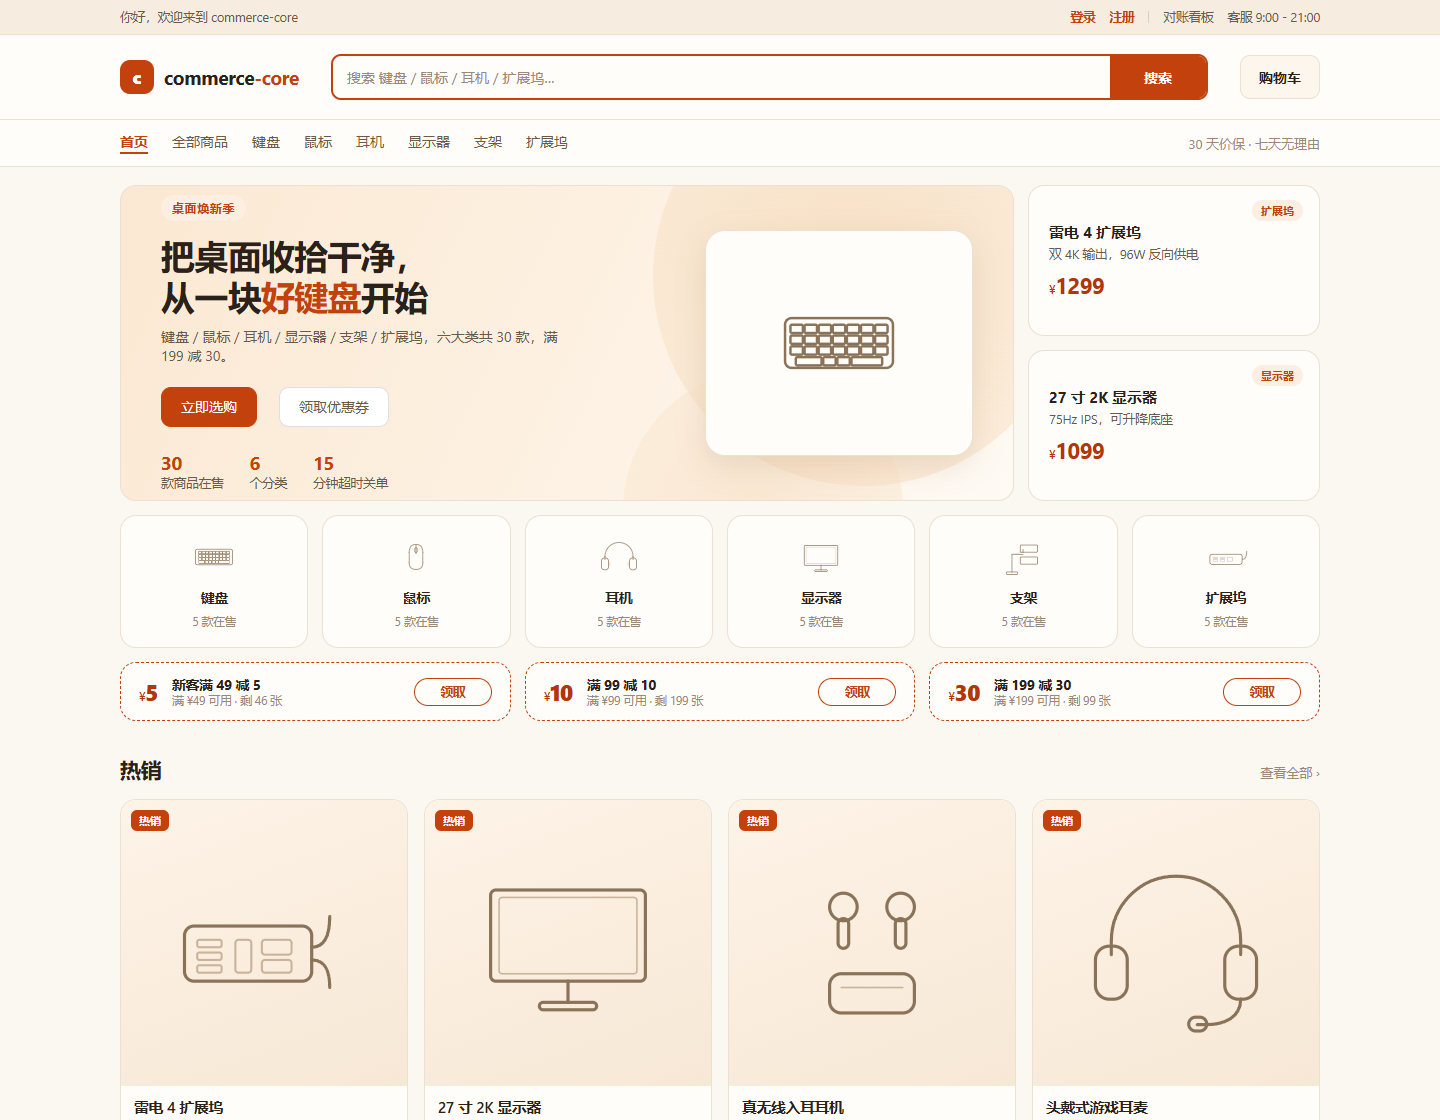 你好，欢迎来到 commerce-core
登录 注册 对账看板 客服 9:00 - 21:00
c commerce-core
搜索 键盘 / 鼠标 / 耳机 / 扩展坞...
搜索
购物车
首页 全部商品 键盘 鼠标 耳机 显示器 支架 扩展坞
30 天价保 · 七天无理由
桌面焕新季
把桌面收拾干净，
从一块好键盘开始
键盘 / 鼠标 / 耳机 / 显示器 / 支架 / 扩展坞，六大类共 30 款，满
199 减 30。
立即选购 领取优惠券
30 6 15
款商品在售 个分类 分钟超时关单
扩展坞
雷电 4 扩展坞
双 4K 输出，96W 反向供电
¥1299
显示器
27 寸 2K 显示器
75Hz IPS，可升降底座
¥1099
键盘
5 款在售
鼠标
5 款在售
耳机
5 款在售
显示器
5 款在售
支架
5 款在售
扩展坞
5 款在售
¥5
新客满 49 减 5
满 ¥49 可用 · 剩 46 张
领取
¥10
满 99 减 10
满 ¥99 可用 · 剩 199 张
领取
¥30
满 199 减 30
满 ¥199 可用 · 剩 99 张
领取
热销
查看全部 ›
热销
雷电 4 扩展坞
热销
27 寸 2K 显示器
热销
真无线入耳耳机
热销
头戴式游戏耳麦